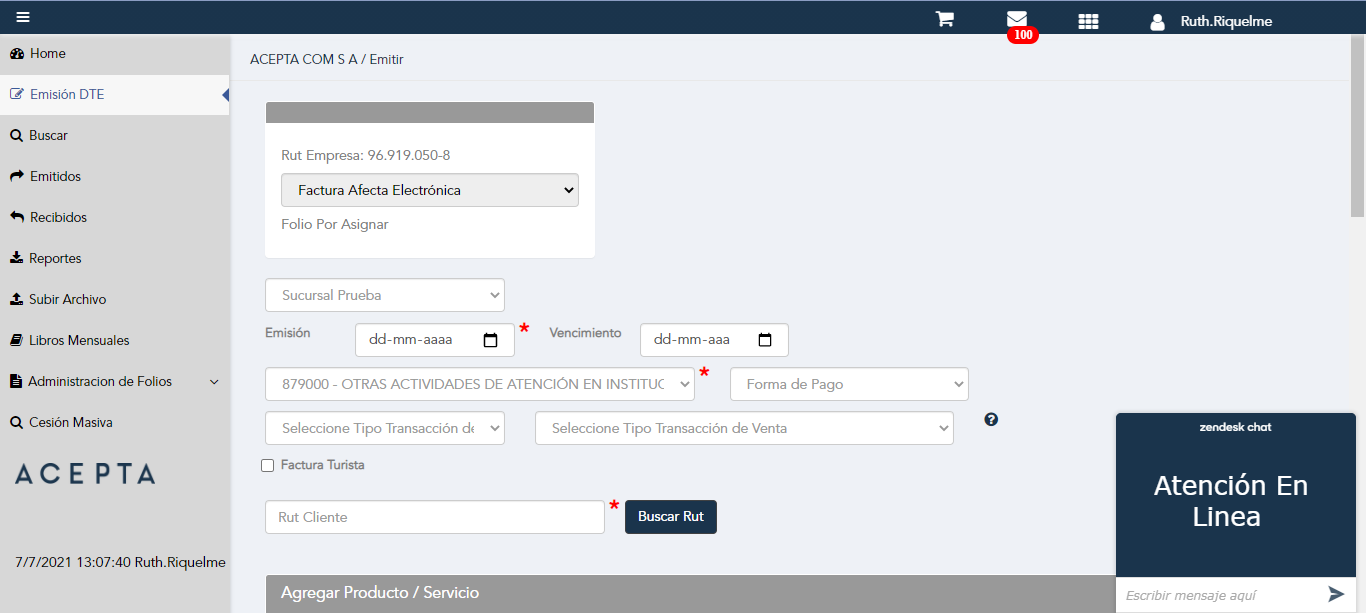 Ruth.Riquelme
100
Home
Emisión DTE
Buscar
Emitidos
Recibidos
Reportes
Subir Archivo
Libros Mensuales
Administracion de Folios
Cesión Masiva
ACEPTA
7/7/2021 13:07:40 Ruth.Riquelme
ACEPTA COM S A / Emitir
Rut Empresa: 96.919.050-8
Factura Afecta Electrónica
Folio Por Asignar
Sucursal Prueba
Emisión dd-mm-aaaa * Vencimiento dd-mm-aaa
879000 - OTRAS ACTIVIDADES DE ATENCIÓN EN INSTITUC * Forma de Pago
Seleccione Tipo Transacción de Seleccione Tipo Transacción de Venta ?
Factura Turista
Rut Cliente * Buscar Rut
Agregar Producto / Servicio
zendesk chat
Atención En
Linea
Escribir mensaje aquí